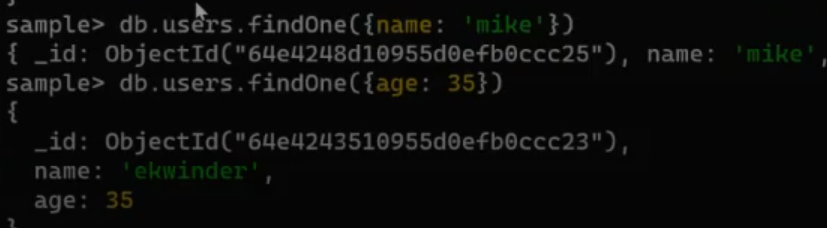 sample> db.users.findOne({name: 'mike'})
{ _id: ObjectId("64e4248d10955d0efb0ccc25"), name: 'mike',
sample> db.users.findOne({age: 35})
{
  _id: ObjectId("64e4243510955d0efb0ccc23"),
  name: 'ekwinder',
  age: 35
}